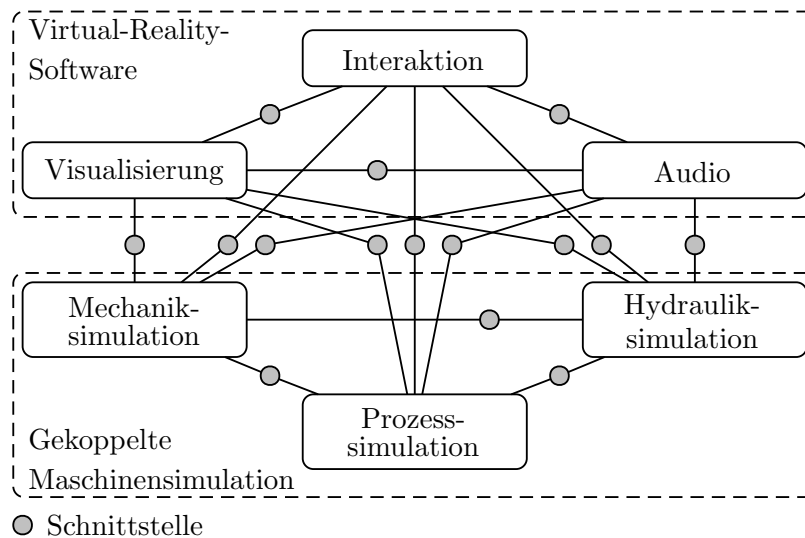 Virtual-Reality-
Software
Interaktion
Visualisierung
Audio
Mechanik-
simulation
Hydraulik-
simulation
Prozess-
simulation
Gekoppelte
Maschinensimulation
Schnittstelle